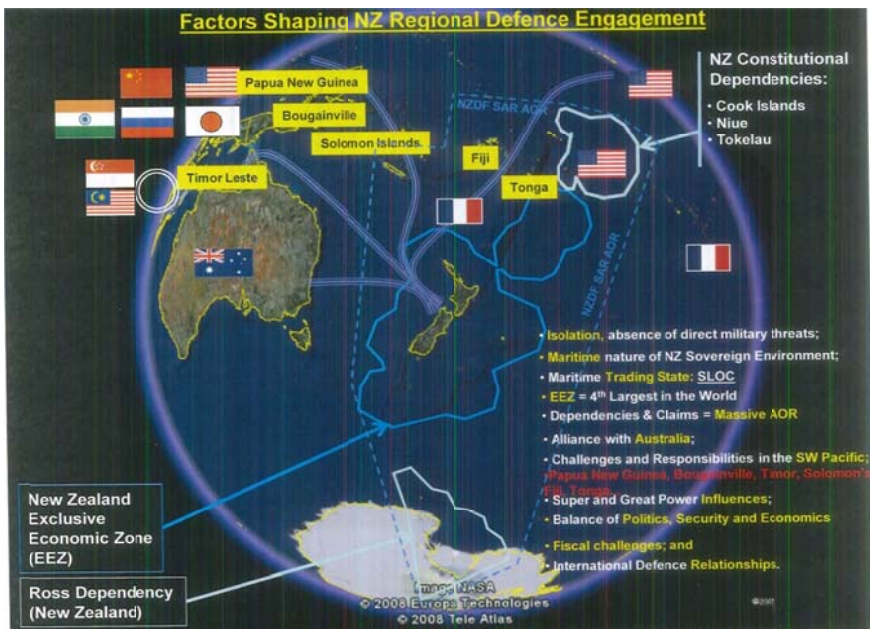 Factors Shaping NZ Regional Defence Engagement
NZ Constitutional
Dependencies:
• Cook Islands
• Niue
• Tokelau
Papua New Guinea
Bougainville
Solomon Islands.
Timor Leste
Fiji
Tonga
NZDF SAR AOR
NZDF SAR AOR
• Isolation, absence of direct military threats;
• Maritime nature of NZ Sovereign Environment;
• Maritime Trading State: SLOC
• EEZ = 4th Largest in the World
• Dependencies & Claims = Massive AOR
• Alliance with Australia;
• Challenges and Responsibilities in the SW Pacific;
Papua New Guinea, Bougainville, Timor, Solomon's
Fiji, Tonga
• Super and Great Power Influences;
• Balance of Politics, Security and Economics
• Fiscal challenges; and
• International Defence Relationships.
New Zealand
Exclusive
Economic Zone
(EEZ)
Ross Dependency
(New Zealand)
Image NASA
© 2008 Europa Technologies
© 2008 Tele Atlas